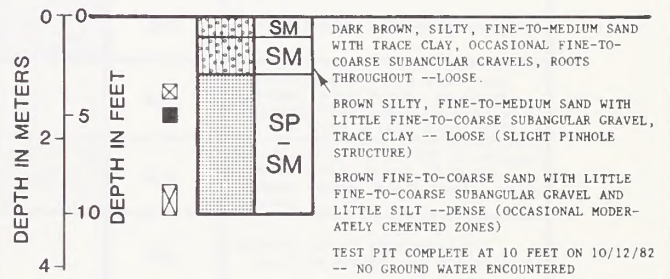 0
0
SM
SM
5
2
SP
-
SM
10
4
DEPTH IN METERS
DEPTH IN FEET
DARK BROWN, SILTY, FINE-TO-MEDIUM SAND
WITH TRACE CLAY, OCCASIONAL FINE-TO-
COARSE SUBANGULAR GRAVELS, ROOTS
THROUGHOUT --LOOSE.
BROWN SILTY, FINE-TO-MEDIUM SAND WITH
LITTLE FINE-TO-COARSE SUBANGULAR GRAVEL,
TRACE CLAY -- LOOSE (SLIGHT PINHOLE
STRUCTURE)
BROWN FINE-TO-COARSE SAND WITH LITTLE
FINE-TO-COARSE SUBANGULAR GRAVEL AND
LITTLE SILT --DENSE (OCCASIONAL MODER-
ATELY CEMENTED ZONES)
TEST PIT COMPLETE AT 10 FEET ON 10/12/82
-- NO GROUND WATER ENCOUNTERED